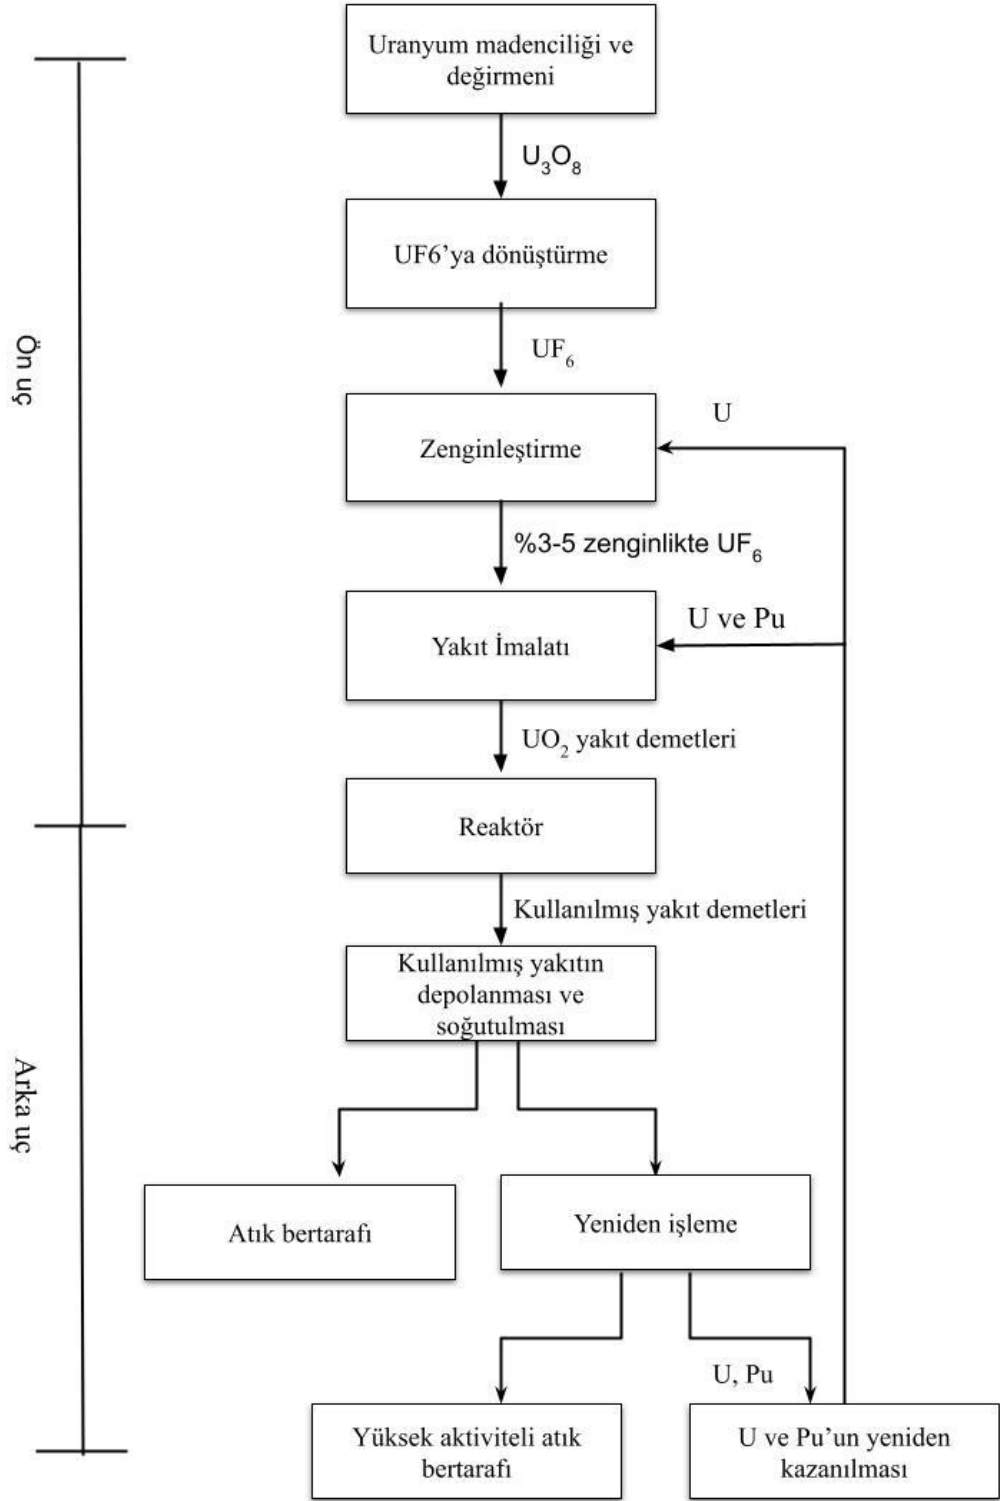 Uranyum madenciliği ve
değirmeni
U₃O₈
UF6’ya dönüştürme
UF₆
Ön uç
U
Zenginleştirme
%3-5 zenginlikte UF₆
U ve Pu
Yakıt İmalatı
UO₂ yakıt demetleri
Reaktör
Kullanılmış yakıt demetleri
Kullanılmış yakıtın
depolanması ve
soğutulması
Arka uç
Atık bertarafı
Yeniden işleme
U, Pu
Yüksek aktiviteli atık
bertarafı
U ve Pu’un yeniden
kazanılması